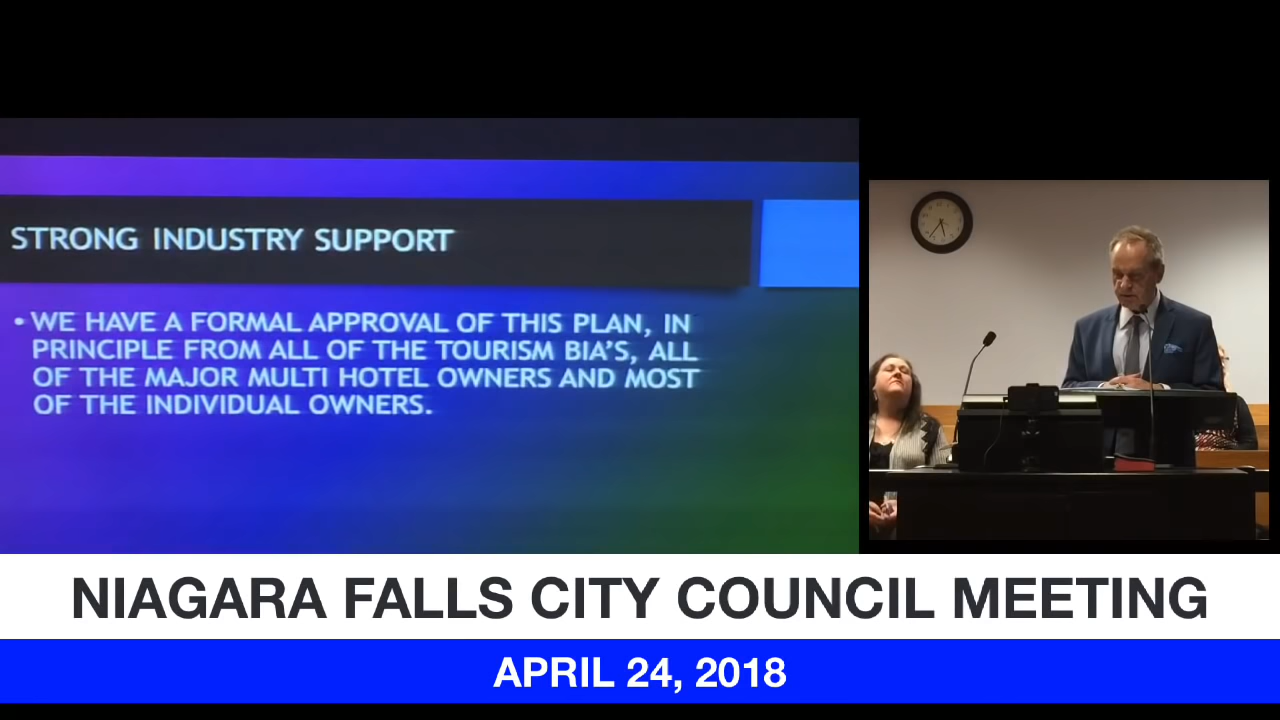 STRONG INDUSTRY SUPPORT
• WE HAVE A FORMAL APPROVAL OF THIS PLAN, IN
PRINCIPLE FROM ALL OF THE TOURISM BIA'S, ALL
OF THE MAJOR MULTI HOTEL OWNERS AND MOST
OF THE INDIVIDUAL OWNERS.
NIAGARA FALLS CITY COUNCIL MEETING
APRIL 24, 2018